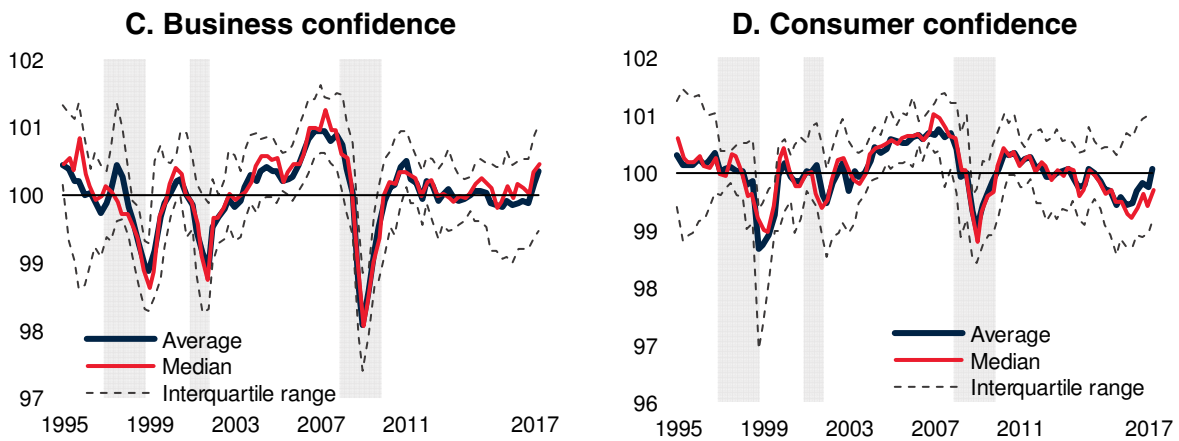 C. Business confidence
102
101
100
99
98
97
Average
Median
Interquartile range
1995 1999 2003 2007 2011 2017
D. Consumer confidence
102
101
100
99
98
97
96
Average
Median
Interquartile range
1995 1999 2003 2007 2011 2017